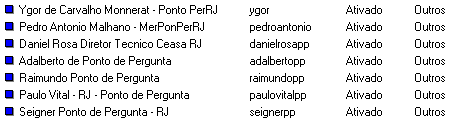 Ygor de Carvalho Monnerat - Ponto PerRJ ygor Ativado Outros
Pedro Antonio Malhano - MerPonPerRJ pedroantonio Ativado Outros
Daniel Rosa Diretor Tecnico Ceasa RJ danielrosapp Ativado Outros
Adalberto de Ponto de Pergunta adalbertopp Ativado Outros
Raimundo Ponto de Pergunta raimundopp Ativado Outros
Paulo Vital - RJ - Ponto de Pergunta paulovitalpp Ativado Outros
Seigner Ponto de Pergunta - RJ seignerpp Ativado Outros